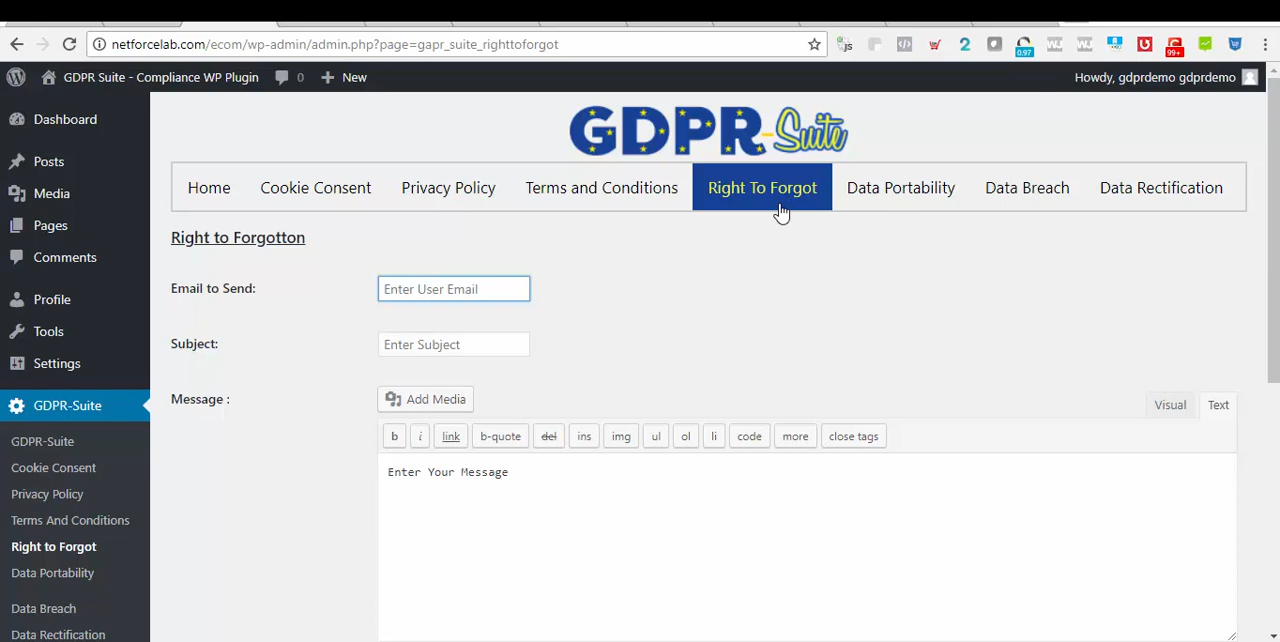 netforcelab.com/ecom/wp-admin/admin.php?page=gapr_suite_righttoforgot
js
2
0.97
99+
GDPR Suite - Compliance WP Plugin
0
New
Howdy, gdprdemo gdprdemo
Dashboard
Posts
Media
Pages
Comments
Profile
Tools
Settings
GDPR-Suite
GDPR-Suite
Cookie Consent
Privacy Policy
Terms And Conditions
Right to Forgot
Data Portability
Data Breach
Data Rectification
GDPR-Suite
Home
Cookie Consent
Privacy Policy
Terms and Conditions
Right To Forgot
Data Portability
Data Breach
Data Rectification
Right to Forgotton
Email to Send:
Enter User Email
Subject:
Enter Subject
Message :
Add Media
Visual
Text
b
i
link
b-quote
del
ins
img
ul
ol
li
code
more
close tags
Enter Your Message